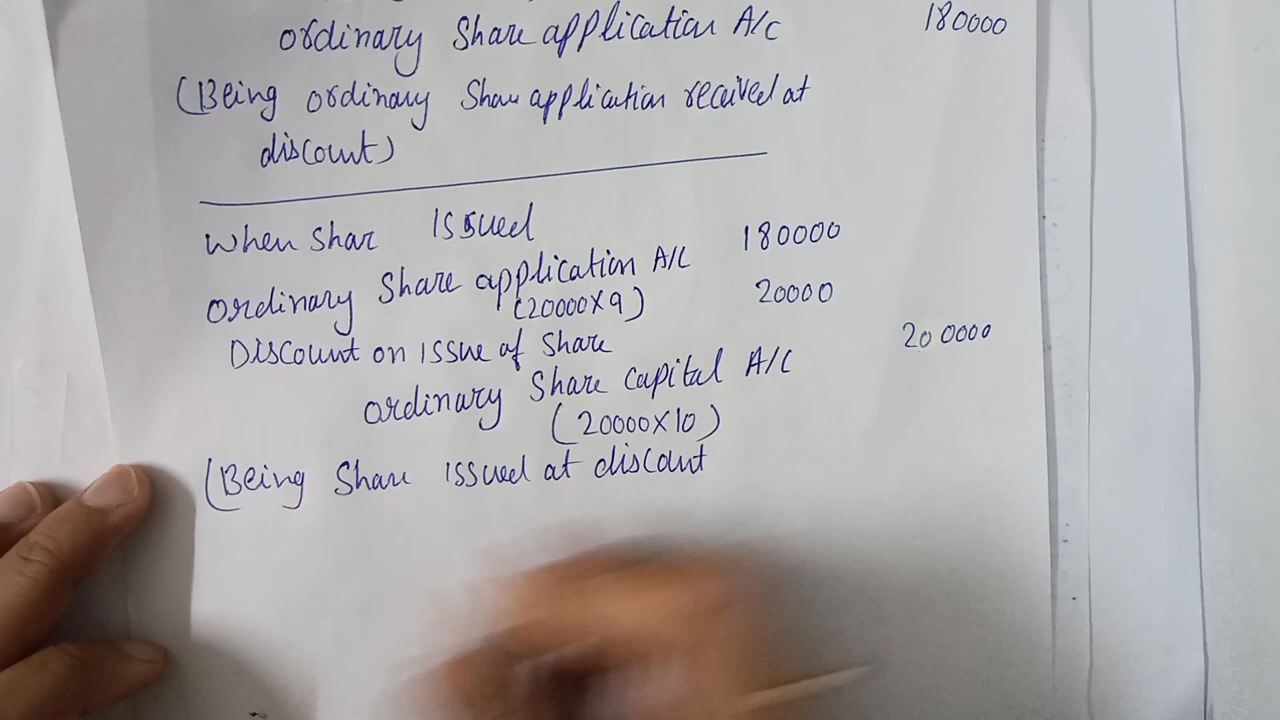 ordinary Share application A/C 180000
(Being ordinary Share application received at
discount)
When Shar Issued
ordinary Share application A/C 180000
(20000X9)
Discount on Issue of Share 20000
ordinary Share Capital A/C 200000
(20000X10)
(Being Share Issued at discount